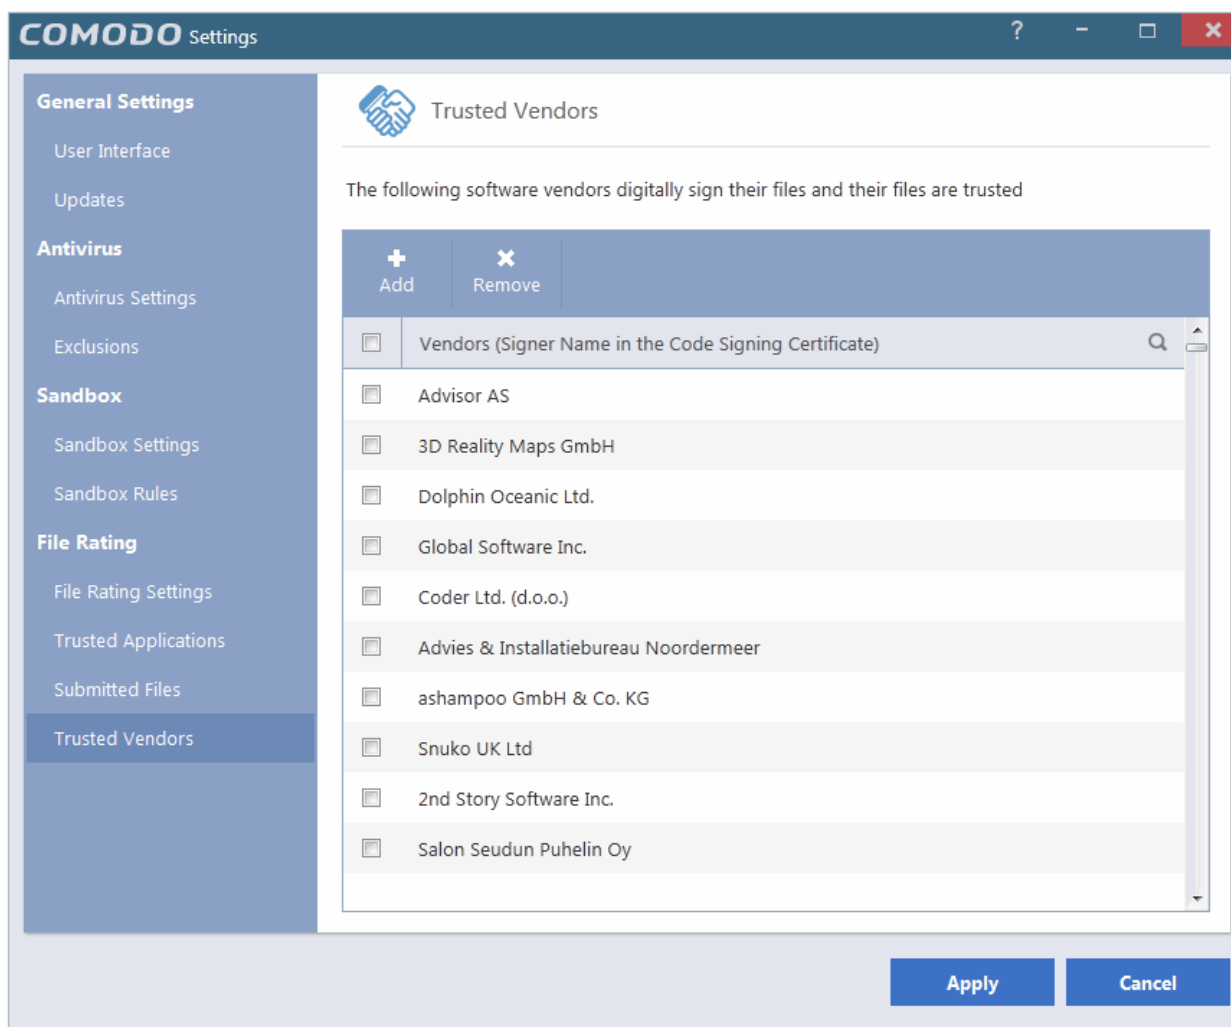 COMODO Settings
?
General Settings
User Interface
Updates
Antivirus
Antivirus Settings
Exclusions
Sandbox
Sandbox Settings
Sandbox Rules
File Rating
File Rating Settings
Trusted Applications
Submitted Files
Trusted Vendors
Trusted Vendors
The following software vendors digitally sign their files and their files are trusted
Add
Remove
Vendors (Signer Name in the Code Signing Certificate)
Advisor AS
3D Reality Maps GmbH
Dolphin Oceanic Ltd.
Global Software Inc.
Coder Ltd. (d.o.o.)
Advies & Installatiebureau Noordermeer
ashampoo GmbH & Co. KG
Snuko UK Ltd
2nd Story Software Inc.
Salon Seudun Puhelin Oy
Apply
Cancel